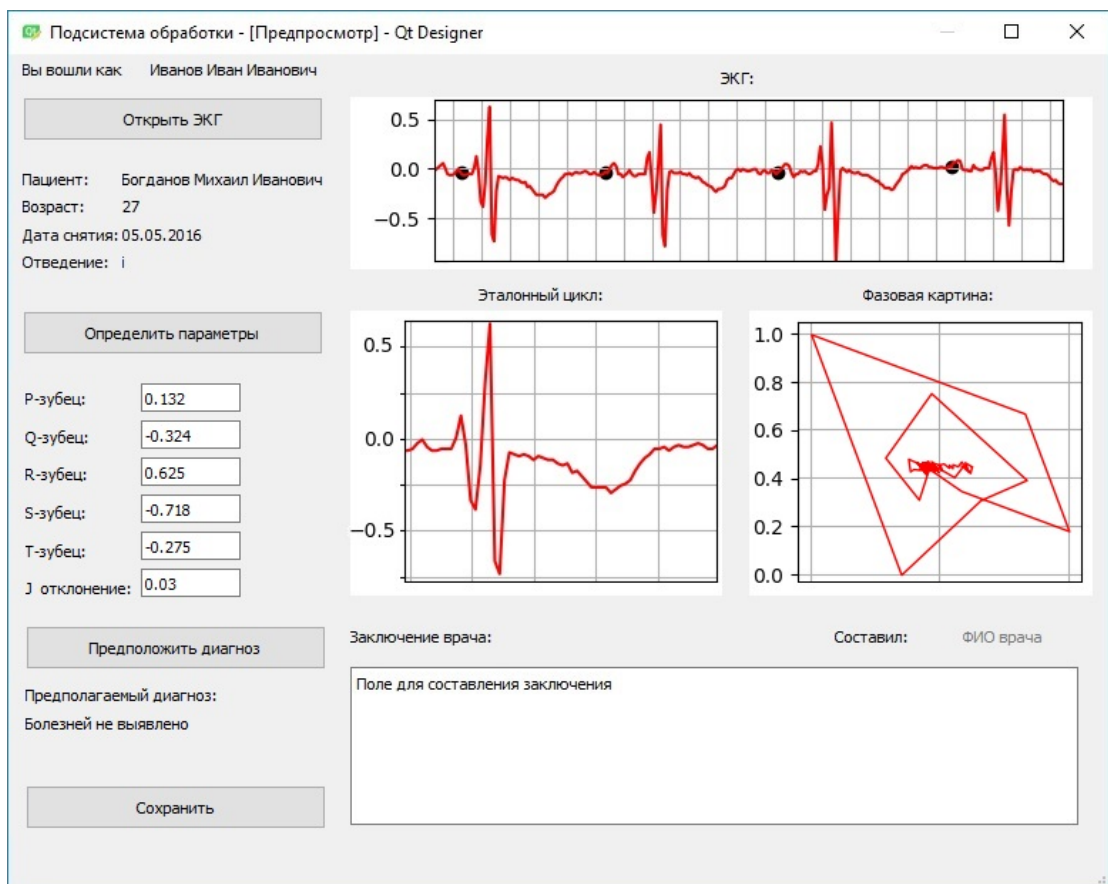 Подсистема обработки - [Предпросмотр] - Qt Designer
Вы вошли как Иванов Иван Иванович
Открыть ЭКГ
Пациент: Богданов Михаил Иванович
Возраст: 27
Дата снятия: 05.05.2016
Отведение: i
Определить параметры
P-зубец: 0.132
Q-зубец: -0.324
R-зубец: 0.625
S-зубец: -0.718
T-зубец: -0.275
J отклонение: 0.03
Предположить диагноз
Предполагаемый диагноз:
Болезней не выявлено
Сохранить
ЭКГ:
0.5
0.0
−0.5
Эталонный цикл:
0.5
0.0
−0.5
Фазовая картина:
1.0
0.8
0.6
0.4
0.2
0.0
Заключение врача:
Составил: ФИО врача
Поле для составления заключения